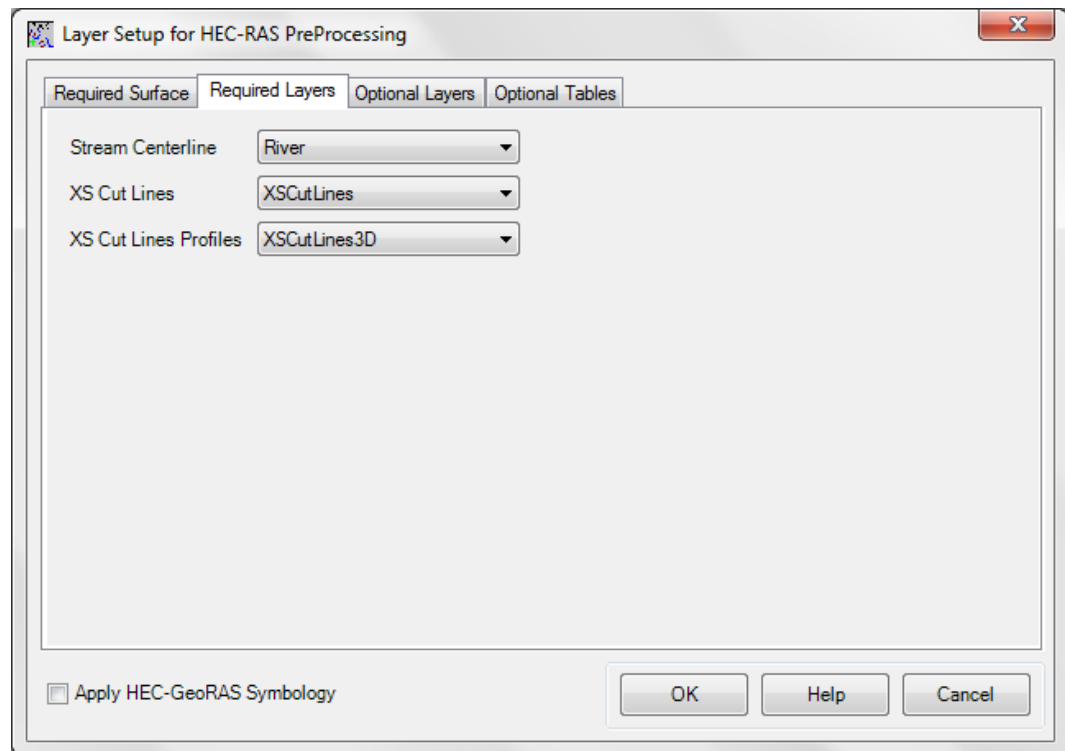 Layer Setup for HEC-RAS PreProcessing
Required Surface Required Layers Optional Layers Optional Tables
Stream Centerline River
XS Cut Lines XSCutLines
XS Cut Lines Profiles XSCutLines3D
Apply HEC-GeoRAS Symbology OK Help Cancel